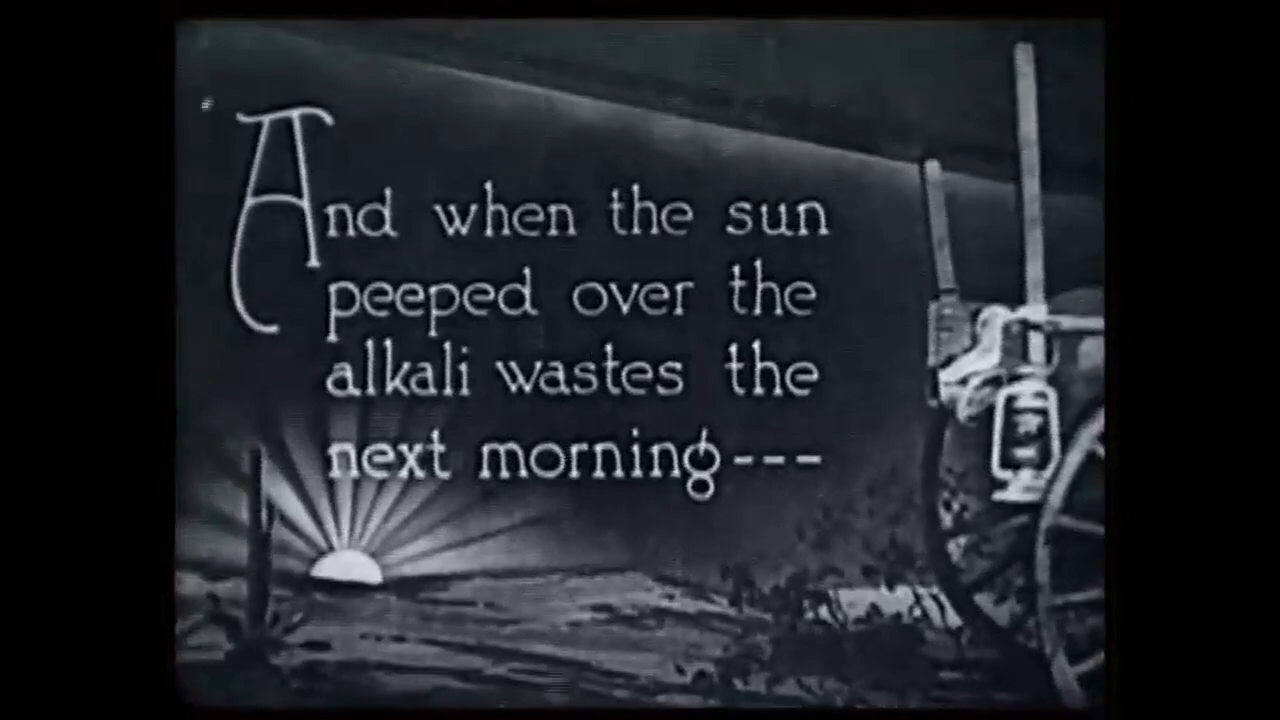 And when the sun
peeped over the
alkali wastes the
next morning---